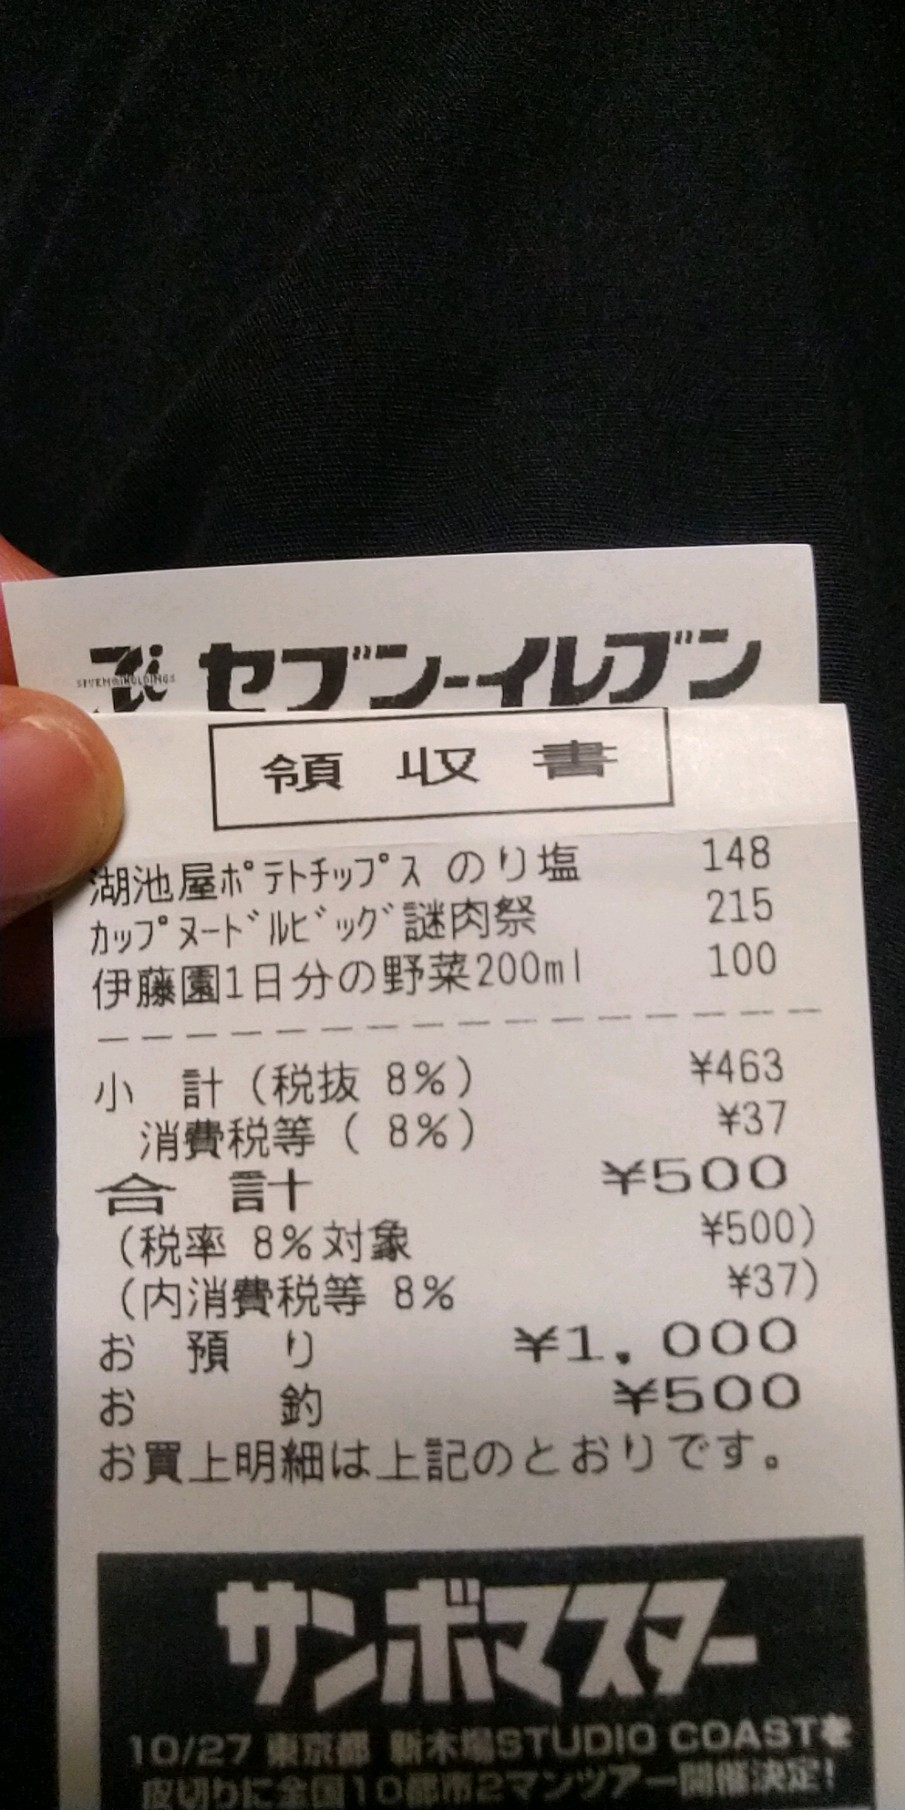 セブン-イレブン
領収書
湖池屋ポテトチップス のり塩 148
カップヌードルビッグ謎肉祭 215
伊藤園1日分の野菜200ml 100
小 計(税抜 8%) ¥463
消費税等( 8%) ¥37
合 計 ¥500
(税率 8%対象 ¥500)
(内消費税等 8% ¥37)
お 預 り ¥1,000
お 釣 ¥500
お買上明細は上記のとおりです。
サンボマスター
10/27 東京都 新木場STUDIO COASTを
皮切りに全国10都市2マンツアー開催決定!